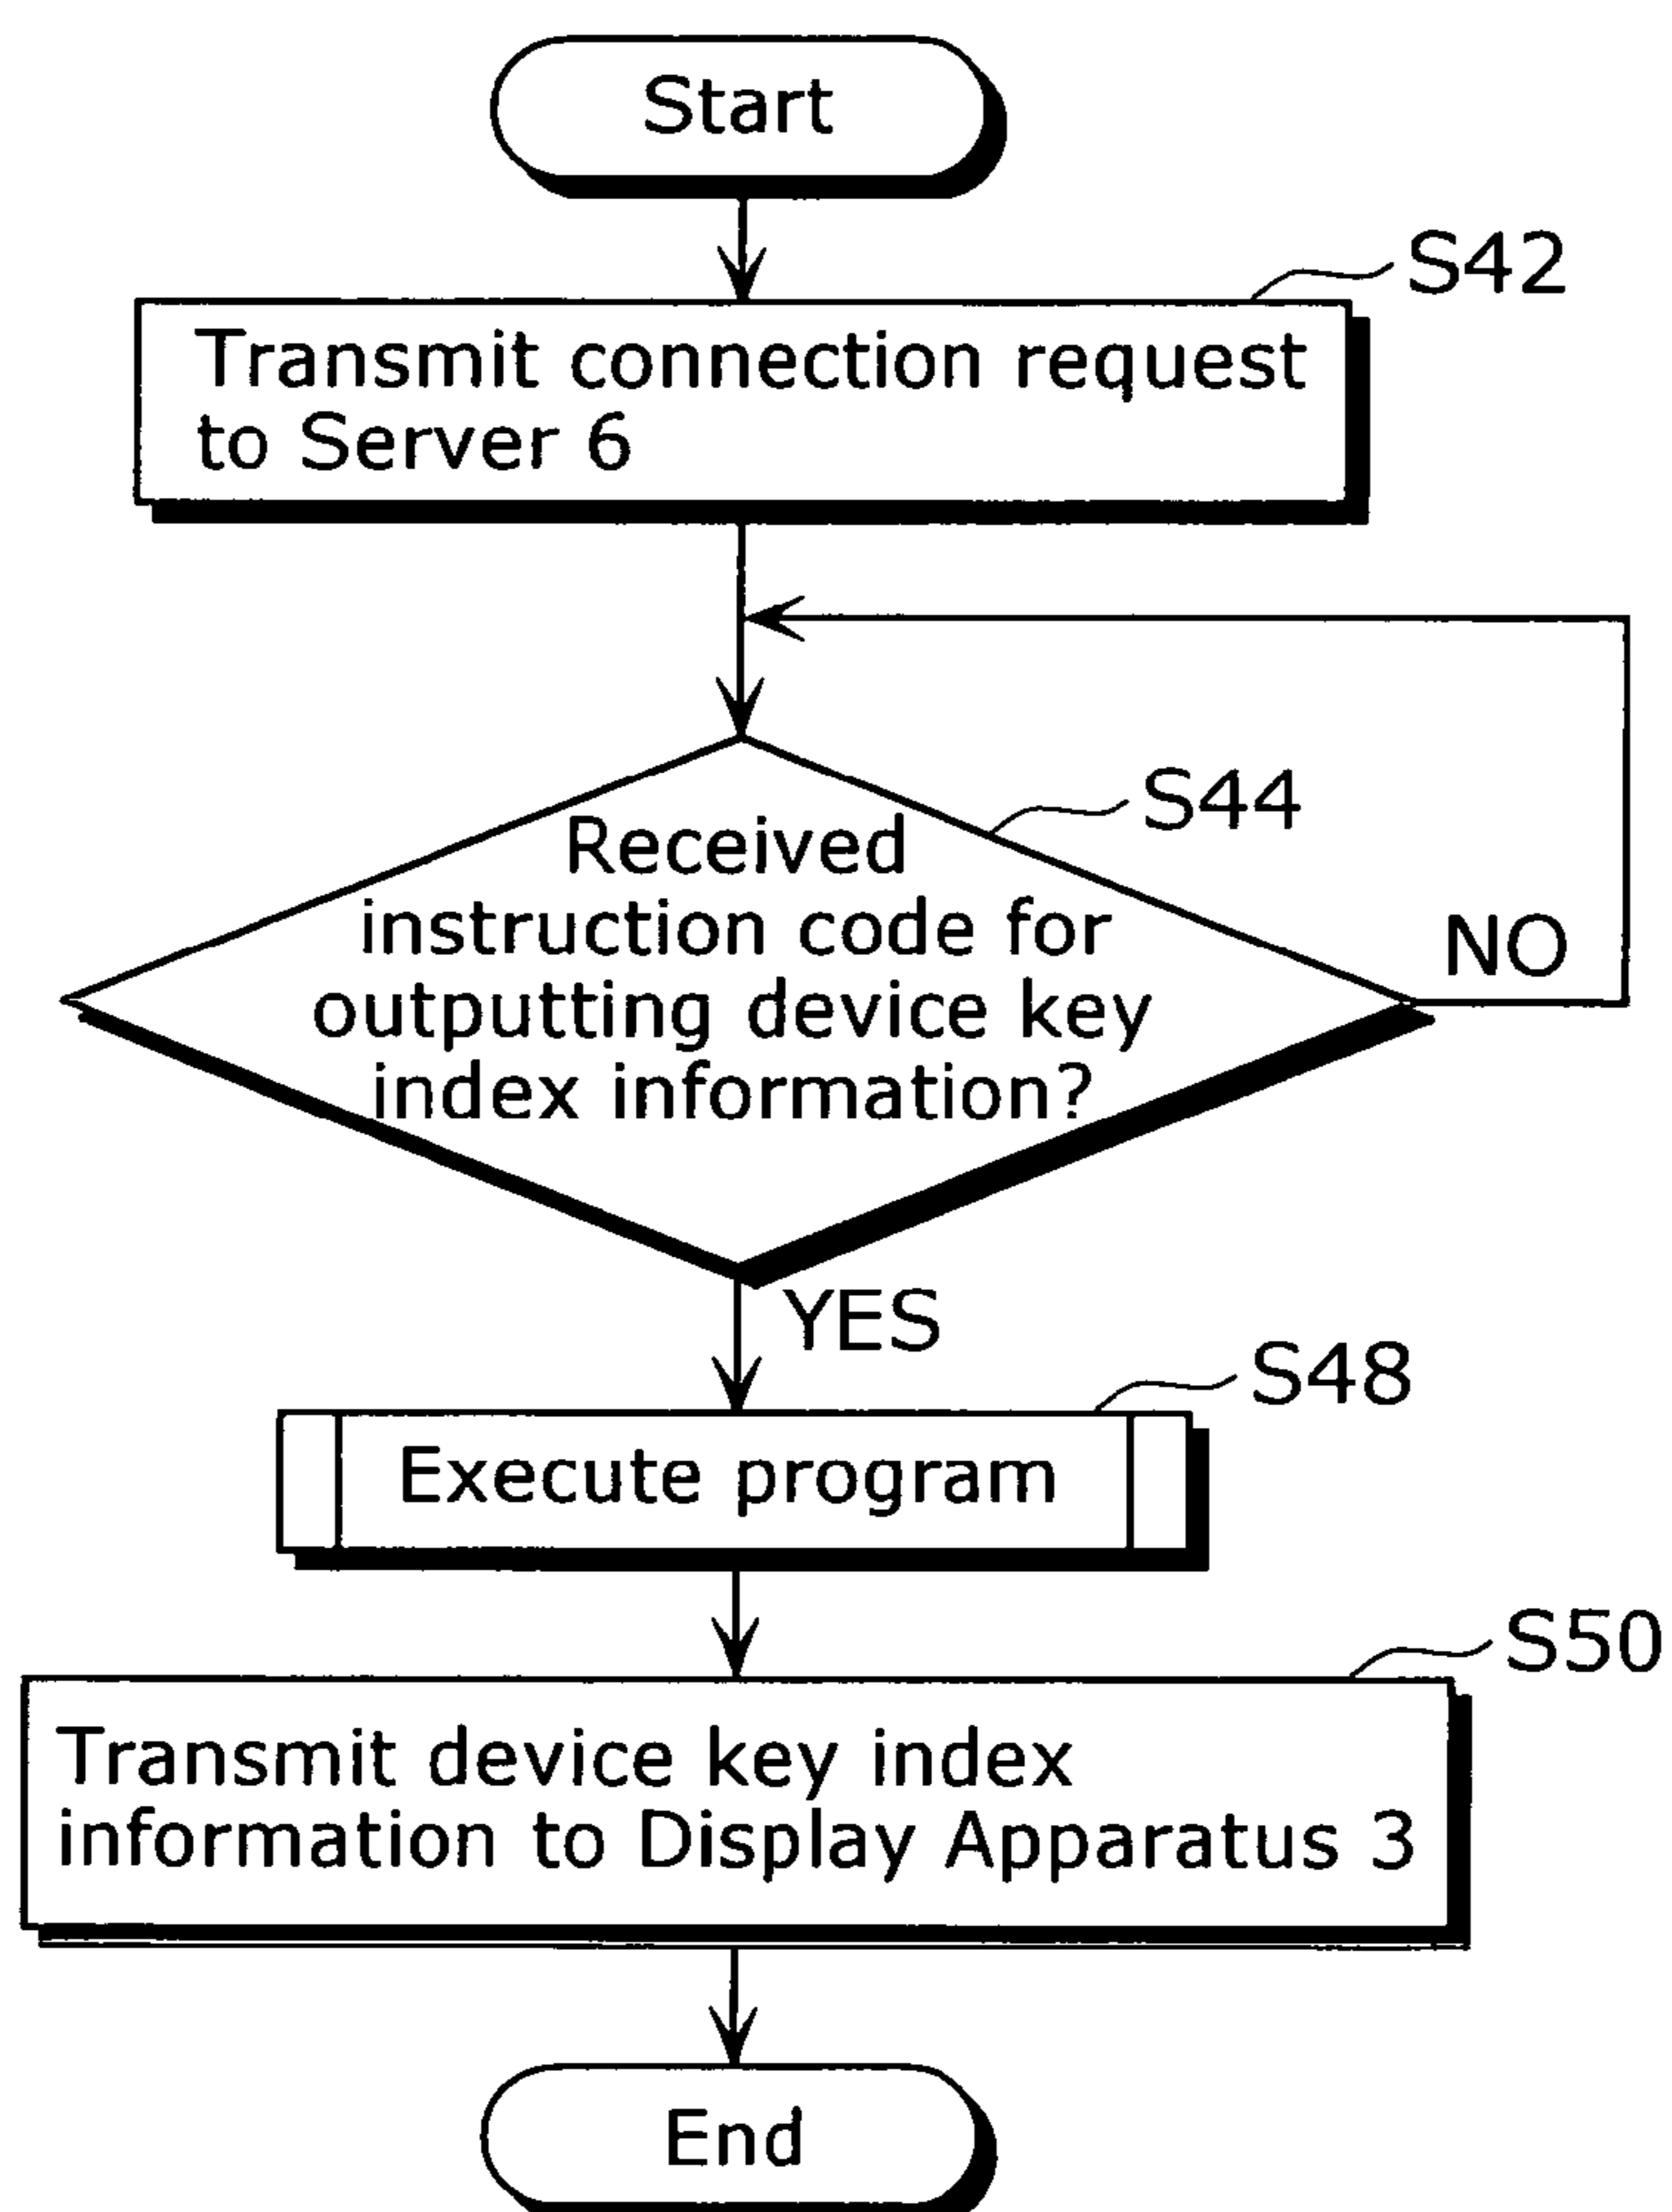 Start
S42
Transmit connection request
to Server 6
S44
Received
instruction code for
outputting device key
index information?
NO
YES
S48
Execute program
S50
Transmit device key index
information to Display Apparatus 3
End